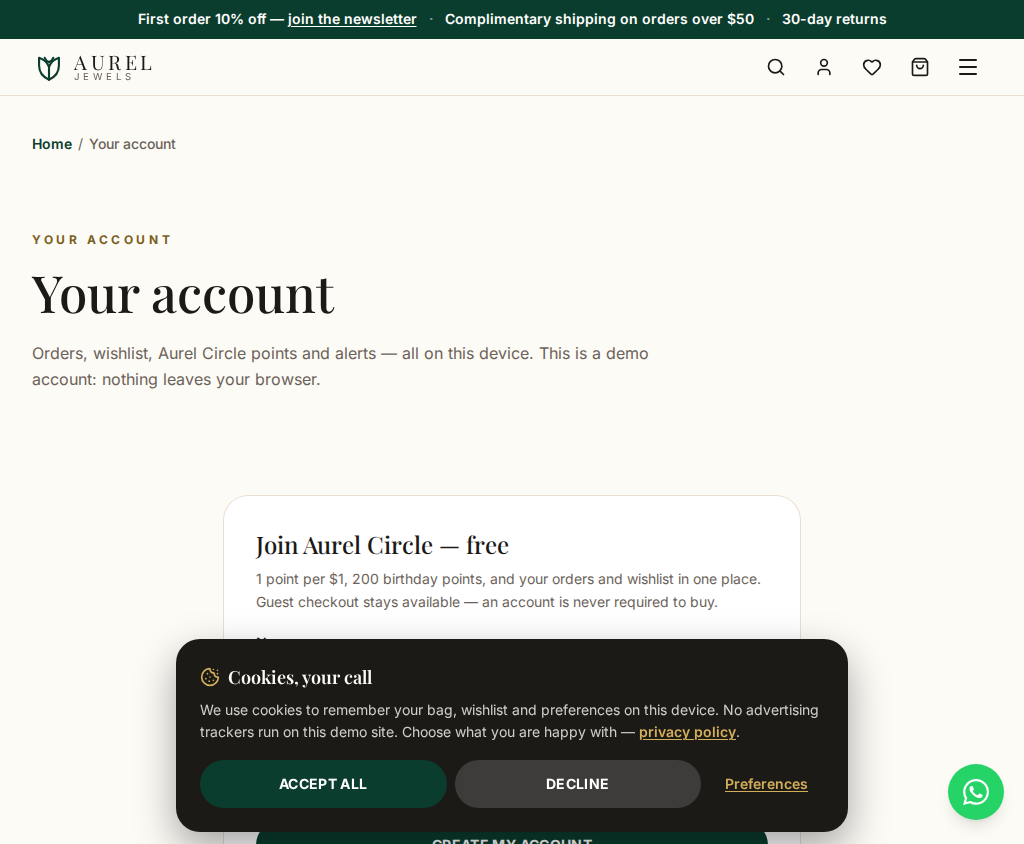 First order 10% off — join the newsletter · Complimentary shipping on orders over $50 · 30-day returns
AUREL
JEWELS
Home / Your account
YOUR ACCOUNT
Your account
Orders, wishlist, Aurel Circle points and alerts — all on this device. This is a demo
account: nothing leaves your browser.
Join Aurel Circle — free
1 point per $1, 200 birthday points, and your orders and wishlist in one place.
Guest checkout stays available — an account is never required to buy.
Cookies, your call
We use cookies to remember your bag, wishlist and preferences on this device. No advertising
trackers run on this demo site. Choose what you are happy with — privacy policy.
ACCEPT ALL
DECLINE
Preferences
CREATE MY ACCOUNT